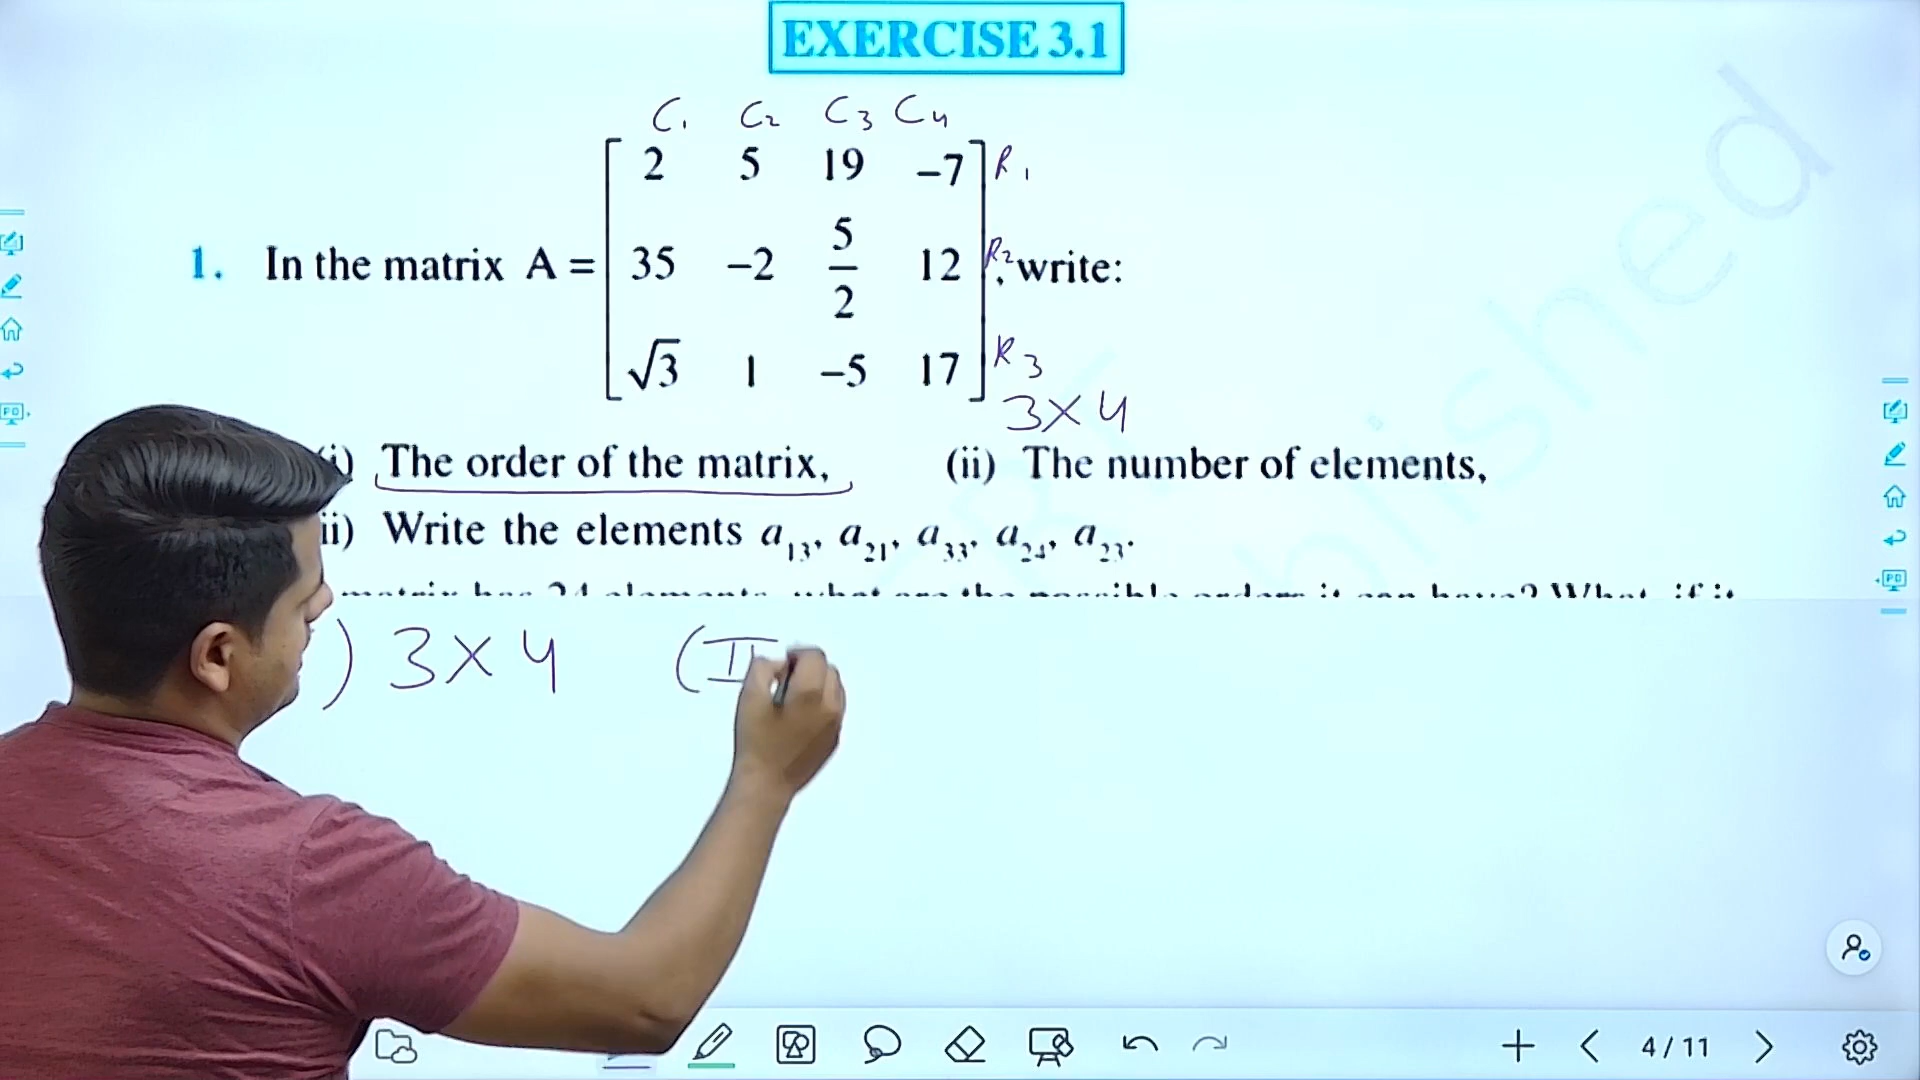 EXERCISE 3.1
C1 C2 C3 C4
2 5 19 –7 R1
1. In the matrix A = 35 –2 5/2 12 R2, write:
√3 1 –5 17 R3
3×4
(i) The order of the matrix, (ii) The number of elements,
ii) Write the elements a13, a21, a33, a24, a23.
) 3×4 (II
4/11